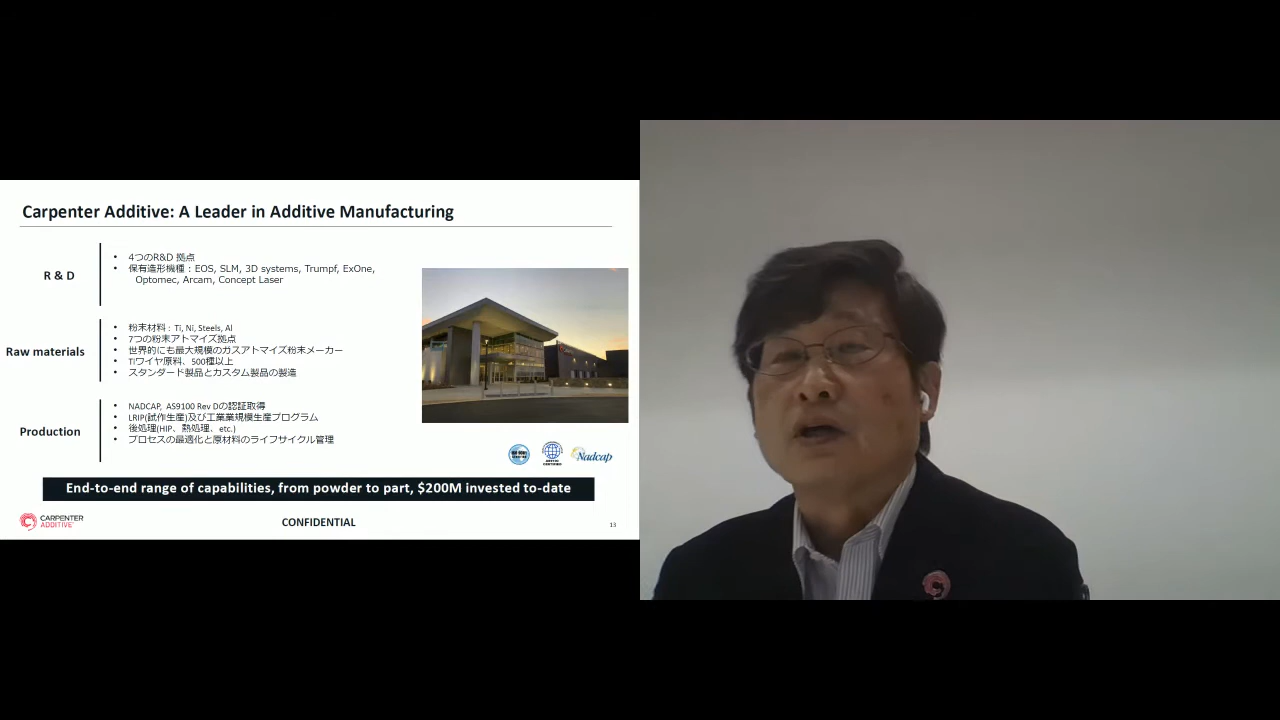 Carpenter Additive: A Leader in Additive Manufacturing
R & D
• 4つのR&D 拠点
• 保有造形機種 : EOS, SLM, 3D systems, Trumpf, ExOne,
Optomec, Arcam, Concept Laser
Raw materials
• 粉末材料 : Ti, Ni, Steels, Al
• 7つの粉末アトマイズ拠点
• 世界的にも最大規模のガスアトマイズ粉末メーカー
• Tiワイヤ原料、500種以上
• スタンダード製品とカスタム製品の製造
Production
• NADCAP, AS9100 Rev Dの認証取得
• LRIP(試作生産)及び工業業規模生産プログラム
• 後処理(HIP、熱処理、etc.)
• プロセスの最適化と原材料のライフサイクル管理
Nadcap
End-to-end range of capabilities, from powder to part, $200M invested to-date
CARPENTER
ADDITIVE
CONFIDENTIAL
13